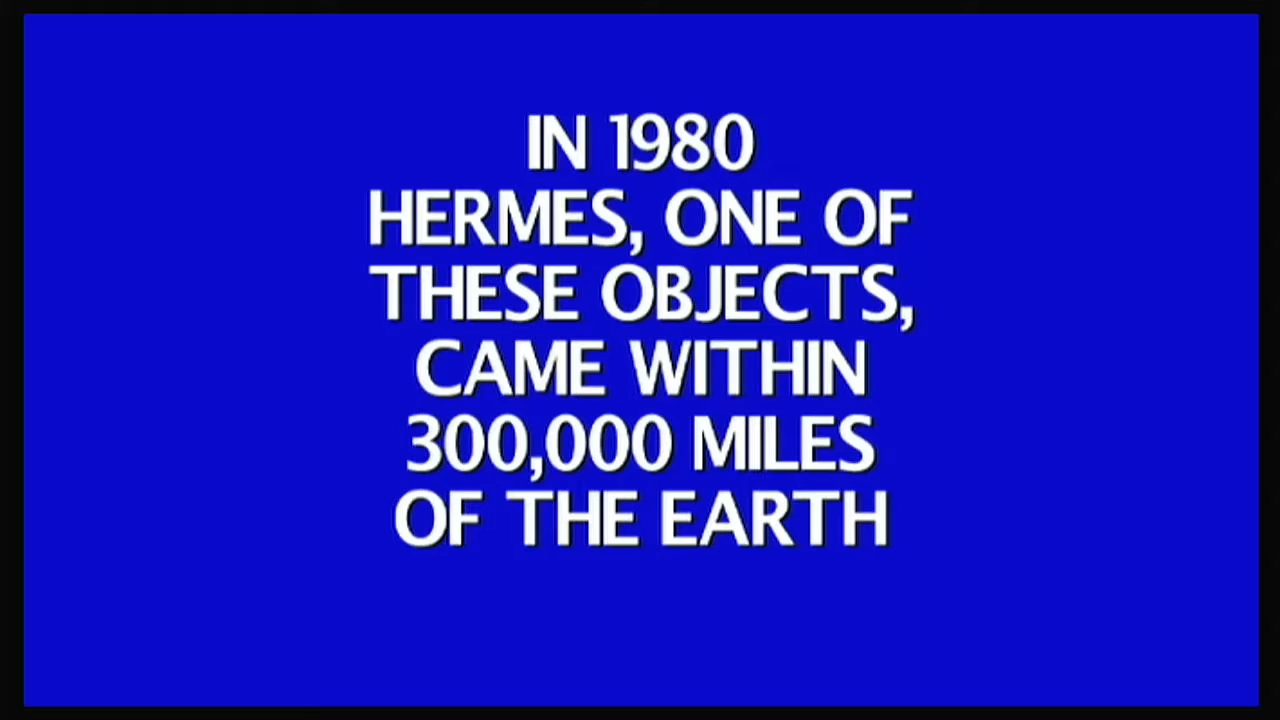 IN 1980
HERMES, ONE OF
THESE OBJECTS,
CAME WITHIN
300,000 MILES
OF THE EARTH